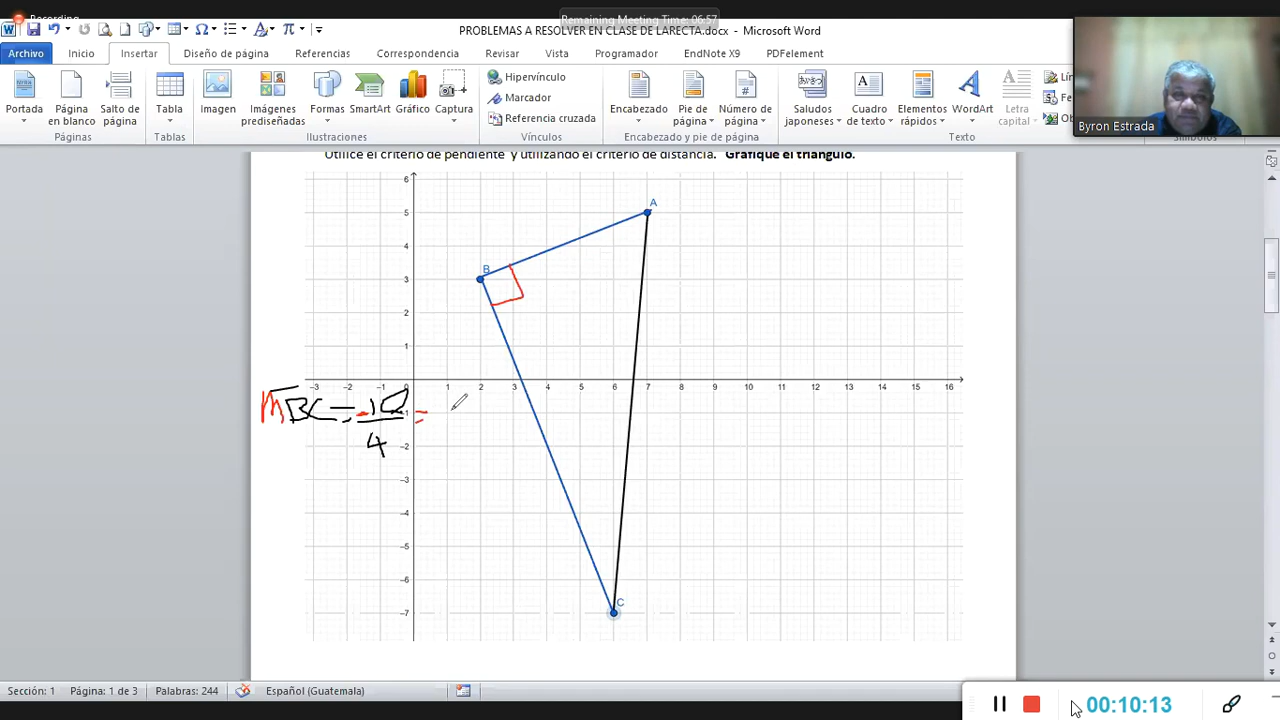 Recording
Remaining Meeting Time: 06:57
PROBLEMAS A RESOLVER EN CLASE DE LARECTA.docx - Microsoft Word
Archivo Inicio Insertar Diseño de página Referencias Correspondencia Revisar Vista Programador EndNote X9 PDFelement
Portada
Página en blanco
Salto de página
Páginas
Tabla
Tablas
Imagen
Imágenes prediseñadas
Formas
SmartArt
Gráfico
Captura
Ilustraciones
Hipervínculo
Marcador
Referencia cruzada
Vínculos
Encabezado
Pie de página
Número de página
Encabezado y pie de página
Saludos japoneses
Cuadro de texto
Elementos rápidos
WordArt
Letra capital
Texto
Byron Estrada
Utilice el criterio de pendiente y utilizando el criterio de distancia. Grafique el triangulo.
6
5
4
3
2
1
0
-1
-2
-3
-4
-5
-6
-7
-3 -2 -1 0 1 2 3 4 5 6 7 8 9 10 11 12 13 14 15 16
A
B
C
mBC = -10/4 =
Sección: 1 Página: 1 de 3 Palabras: 244 Español (Guatemala)
00:10:13